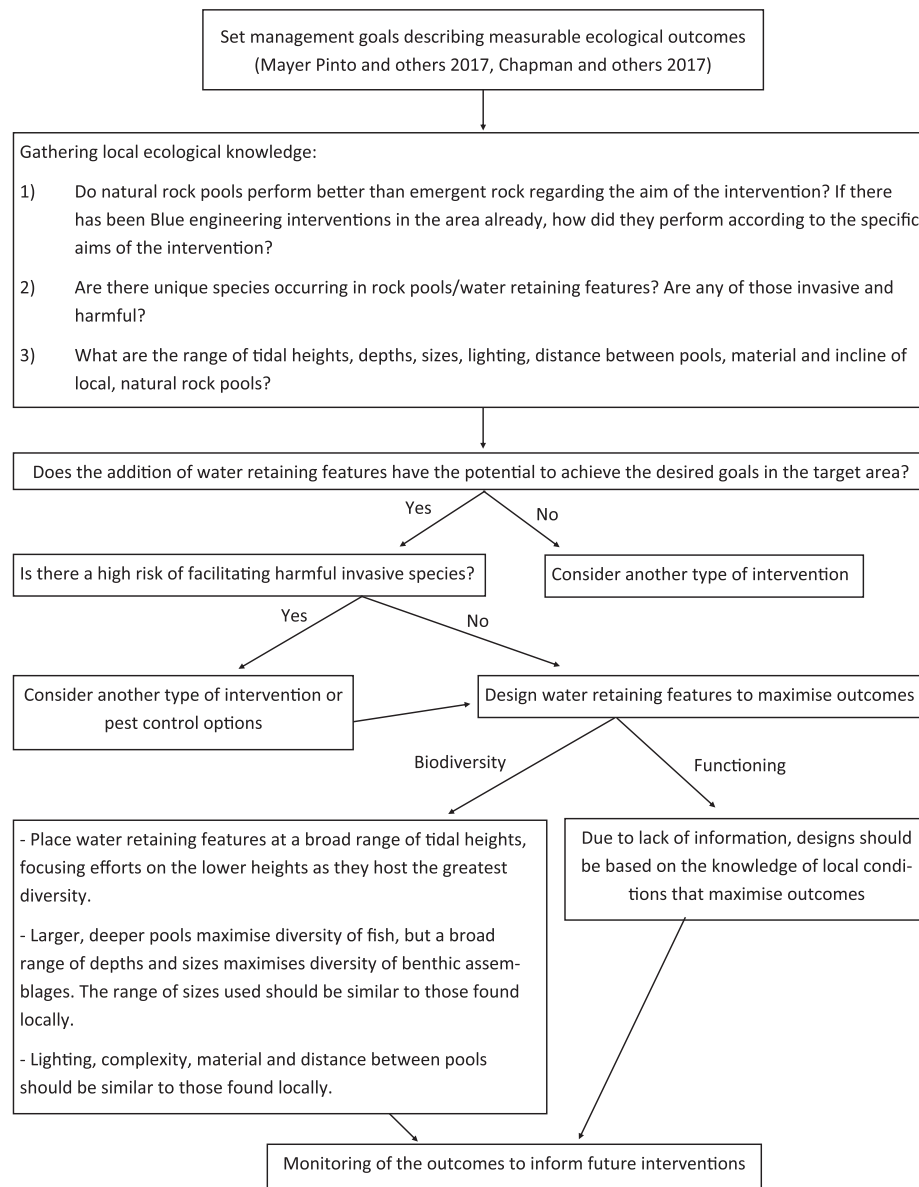 Set management goals describing measurable ecological outcomes
(Mayer Pinto and others 2017, Chapman and others 2017)
Gathering local ecological knowledge:
1) Do natural rock pools perform better than emergent rock regarding the aim of the intervention? If there
has been Blue engineering interventions in the area already, how did they perform according to the specific
aims of the intervention?
2) Are there unique species occurring in rock pools/water retaining features? Are any of those invasive and
harmful?
3) What are the range of tidal heights, depths, sizes, lighting, distance between pools, material and incline of
local, natural rock pools?
Does the addition of water retaining features have the potential to achieve the desired goals in the target area?
Yes
No
Is there a high risk of facilitating harmful invasive species?
Consider another type of intervention
Yes
No
Consider another type of intervention or
pest control options
Design water retaining features to maximise outcomes
Biodiversity
Functioning
- Place water retaining features at a broad range of tidal heights,
focusing efforts on the lower heights as they host the greatest
diversity.
- Larger, deeper pools maximise diversity of fish, but a broad
range of depths and sizes maximises diversity of benthic assem-
blages. The range of sizes used should be similar to those found
locally.
- Lighting, complexity, material and distance between pools
should be similar to those found locally.
Due to lack of information, designs should
be based on the knowledge of local condi-
tions that maximise outcomes
Monitoring of the outcomes to inform future interventions